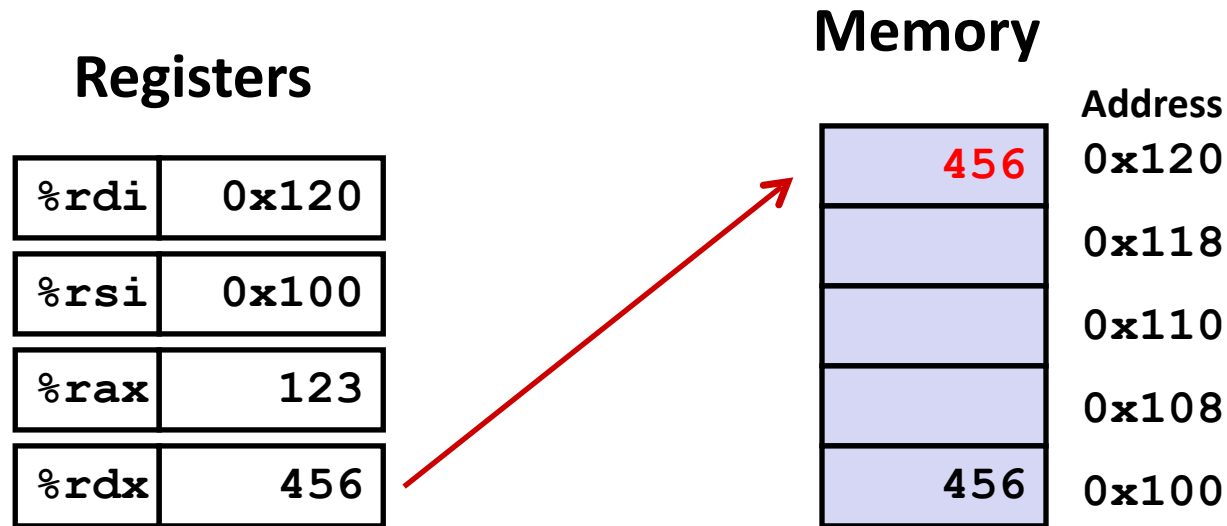 Registers
%rdi 0x120
%rsi 0x100
%rax 123
%rdx 456
Memory
Address
456 0x120
0x118
0x110
0x108
456 0x100